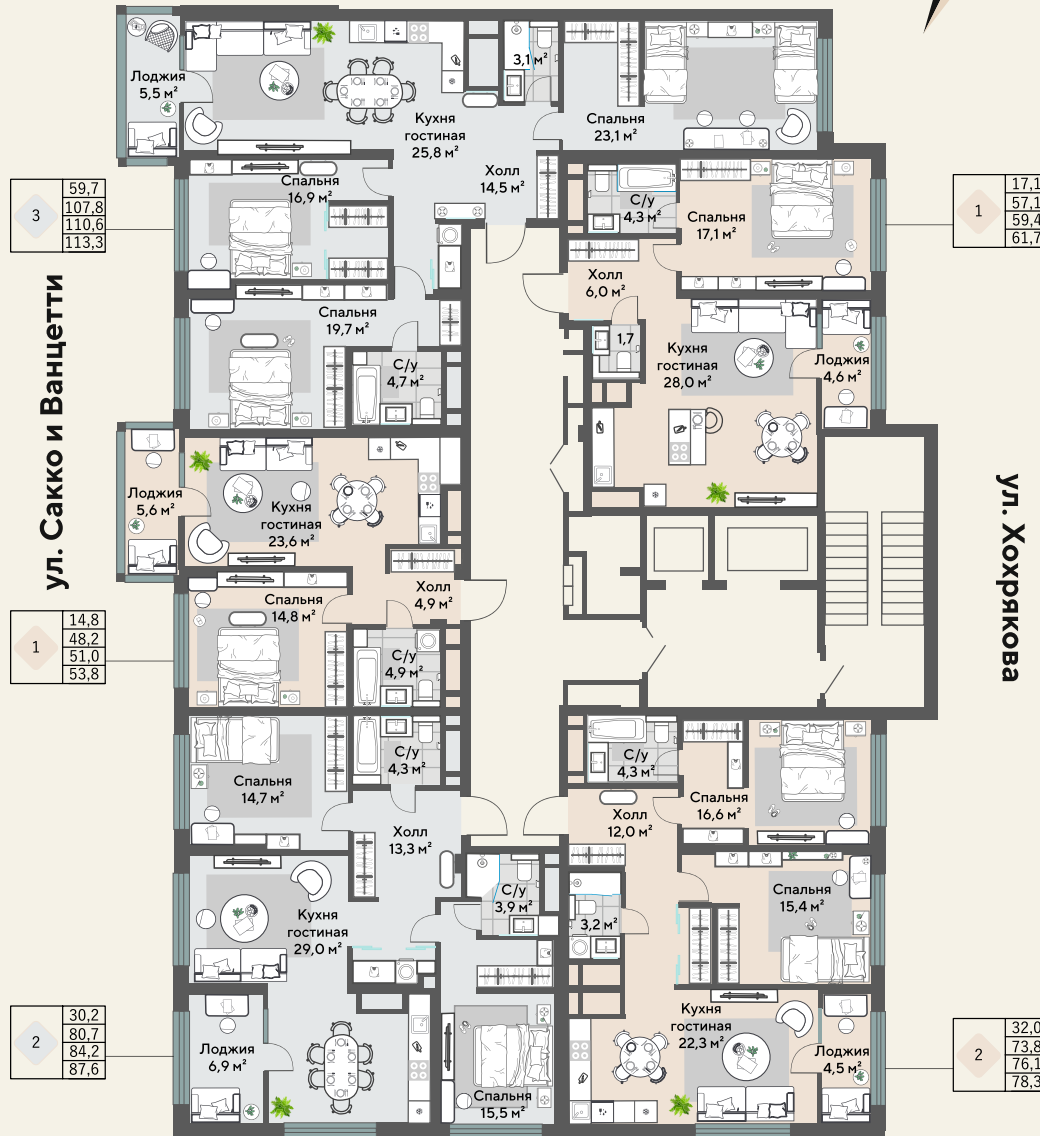 Лоджия
5,5 м²
Кухня
гостиная
25,8 м²
3,1 м²
Спальня
23,1 м²
Холл
14,5 м²
Спальня
16,9 м²
С/у
4,3 м²
Спальня
17,1 м²
3
59,7
107,8
110,6
113,3
1
17,1
57,1
59,4
61,7
Холл
6,0 м²
Спальня
19,7 м²
С/у
4,7 м²
1,7
Кухня
гостиная
28,0 м²
Лоджия
4,6 м²
ул. Сакко и Ванцетти
ул. Хохрякова
Лоджия
5,6 м²
Кухня
гостиная
23,6 м²
Холл
4,9 м²
Спальня
14,8 м²
С/у
4,9 м²
1
14,8
48,2
51,0
53,8
Спальня
14,7 м²
С/у
4,3 м²
Холл
13,3 м²
С/у
4,3 м²
Спальня
16,6 м²
Холл
12,0 м²
С/у
3,9 м²
3,2 м²
Спальня
15,4 м²
Кухня
гостиная
29,0 м²
Лоджия
6,9 м²
Спальня
15,5 м²
Кухня
гостиная
22,3 м²
Лоджия
4,5 м²
2
30,2
80,7
84,2
87,6
2
32,0
73,8
76,1
78,3